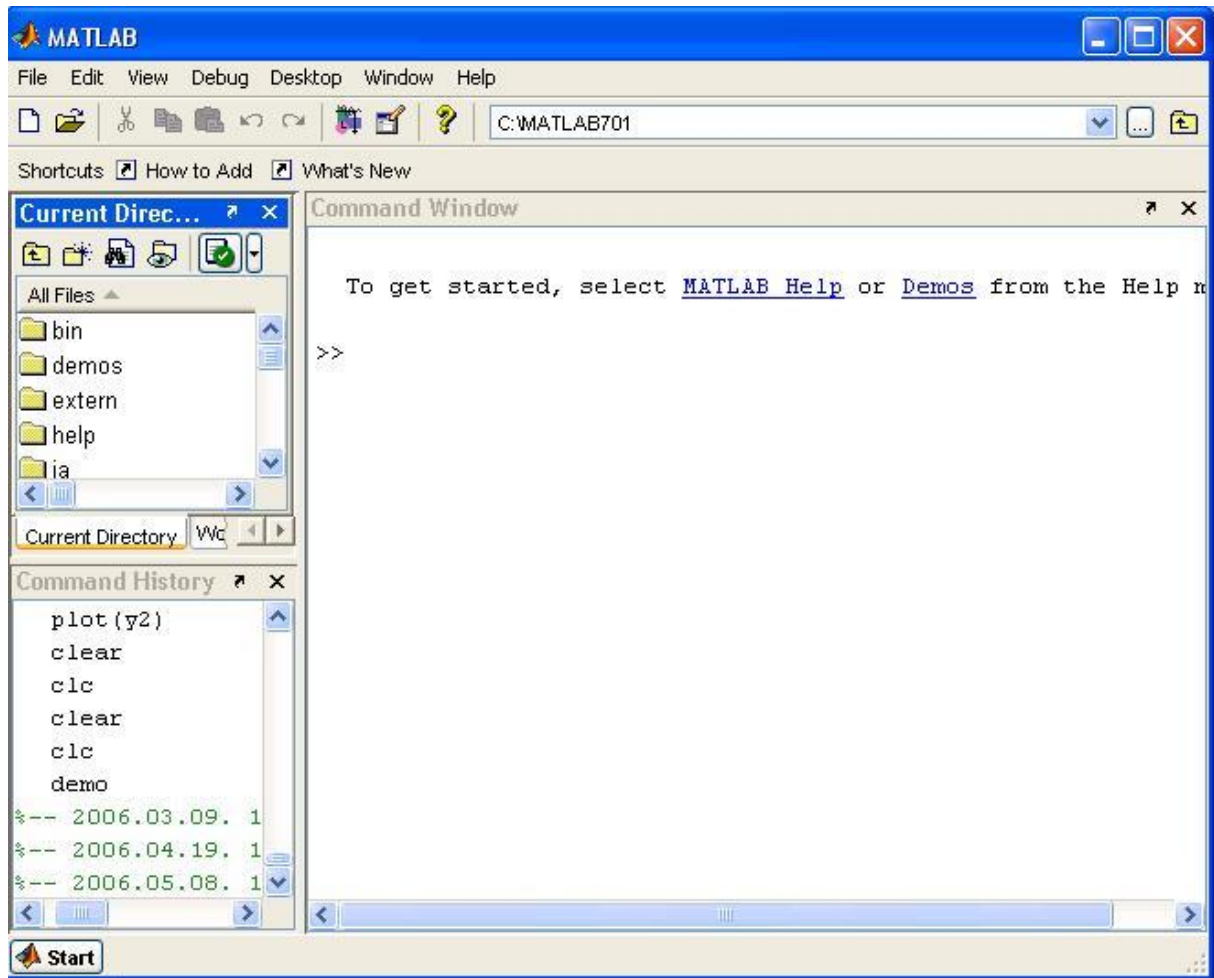 MATLAB
File Edit View Debug Desktop Window Help
C:\MATLAB701
Shortcuts How to Add What's New
Current Direc...
All Files
bin
demos
extern
help
ia
Current Directory
Command History
plot(y2)
clear
clc
clear
clc
demo
%-- 2006.03.09. 1
%-- 2006.04.19. 1
%-- 2006.05.08. 1
Command Window
To get started, select MATLAB Help or Demos from the Help
>>
Start